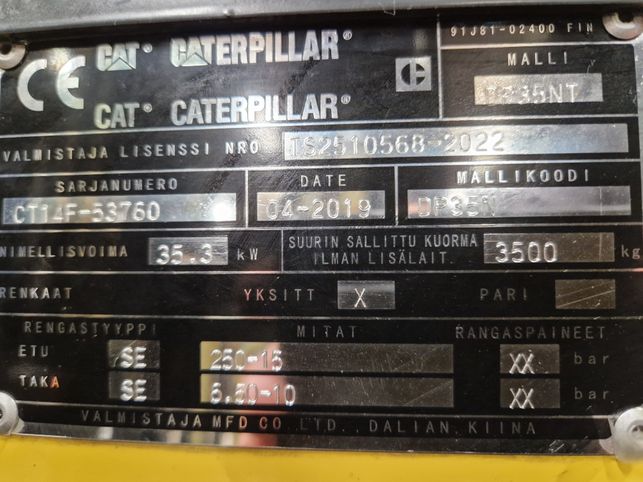 91J81-02400 FIN
CE CAT® CATERPILLAR®
CAT® CATERPILLAR®
MALLI
35NT
VALMISTAJA LISENSSI NRO TS2510568-2022
SARJANUMERO DATE MALLIKOODI
CT14F-53760 04-2019 DP35N
NIMELLISVOIMA 35.3 kW SUURIN SALLITTU KUORMA ILMAN LISÄLAIT. 3500 kg
RENKAAT YKSITT X PARI
RENGASTYYPPI MITAT RANGASPAINEET
ETU SE 250-15 XX bar
TAKA SE 6.50-10 XX bar
VALMISTAJA MFD CO.LTD. DALIAN.KIINA